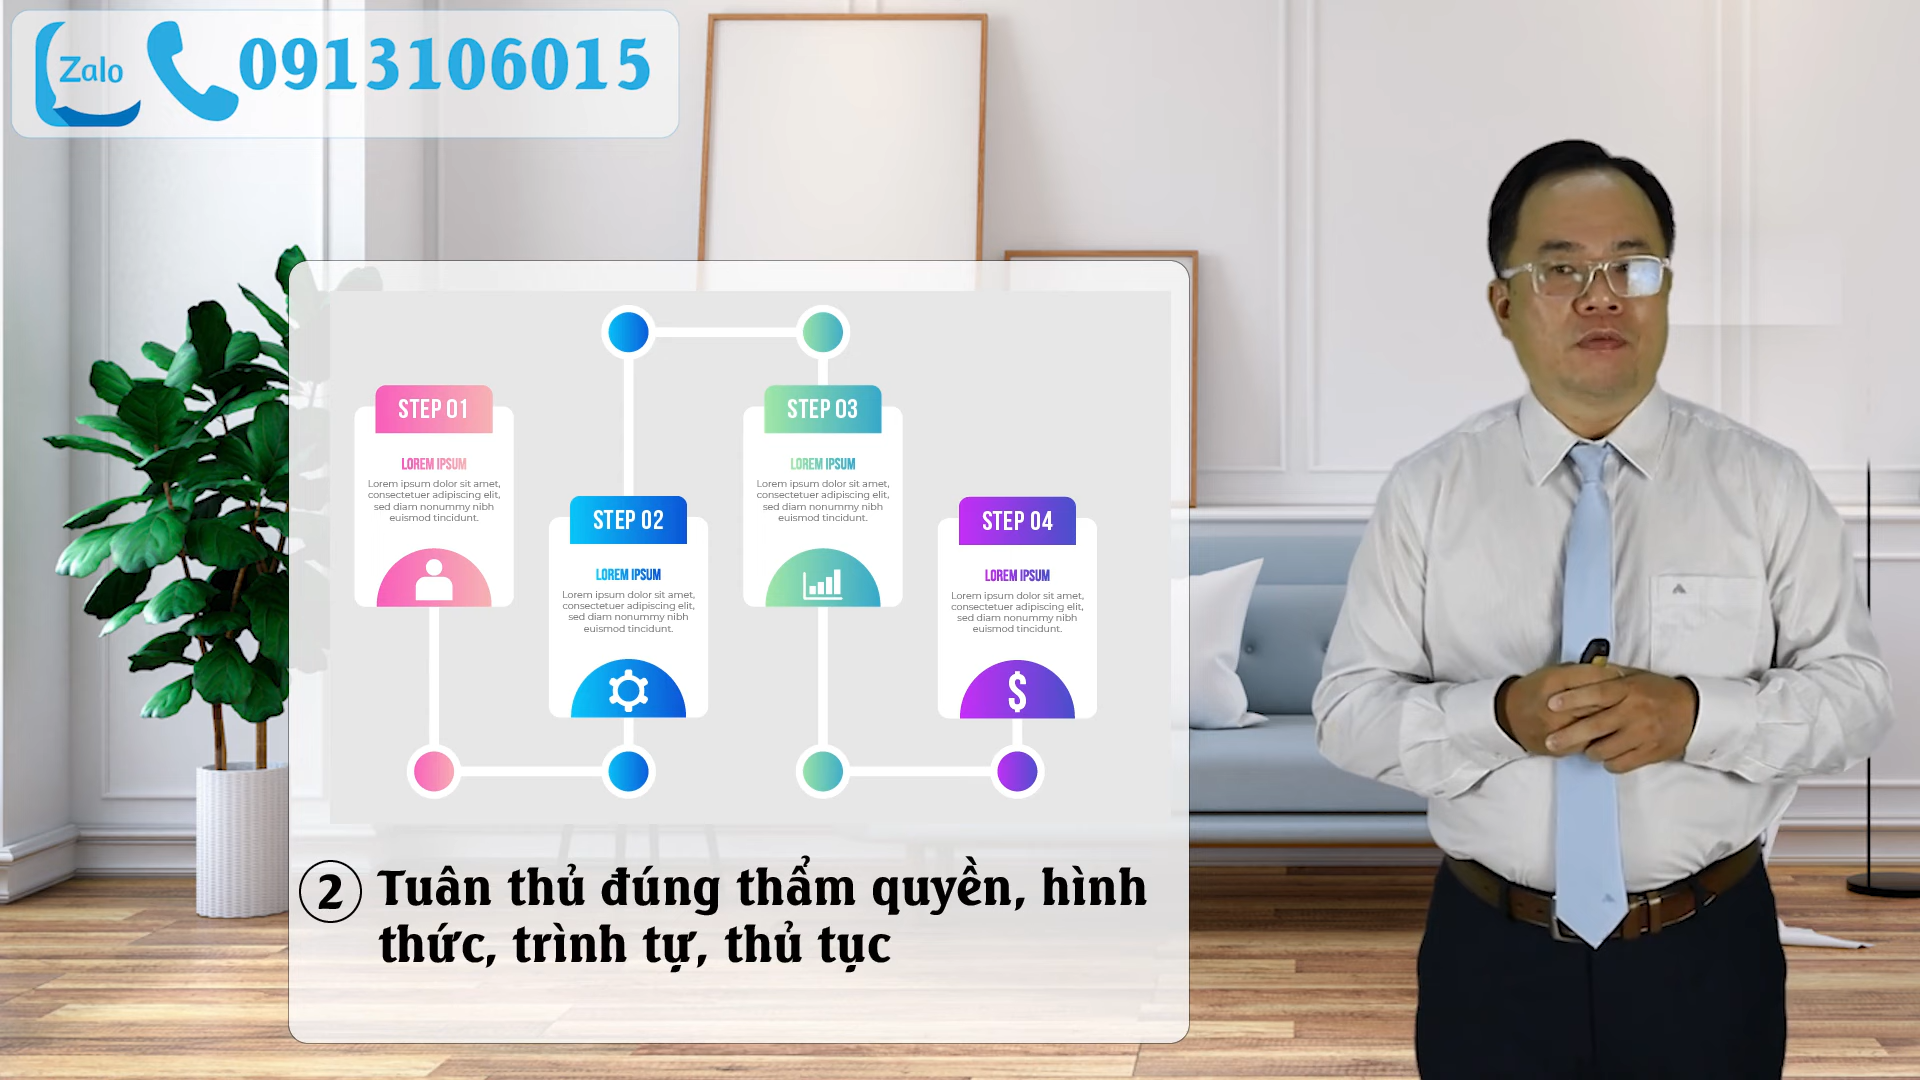 Zalo
0913106015
STEP 01
LOREM IPSUM
Lorem ipsum dolor sit amet,
consectetuer adipiscing elit,
sed diam nonummy nibh
euismod tincidunt.
STEP 02
LOREM IPSUM
Lorem ipsum dolor sit amet,
consectetuer adipiscing elit,
sed diam nonummy nibh
euismod tincidunt.
STEP 03
LOREM IPSUM
Lorem ipsum dolor sit amet,
consectetuer adipiscing elit,
sed diam nonummy nibh
euismod tincidunt.
STEP 04
LOREM IPSUM
Lorem ipsum dolor sit amet,
consectetuer adipiscing elit,
sed diam nonummy nibh
euismod tincidunt.
$
2 Tuân thủ đúng thẩm quyền, hình
thức, trình tự, thủ tục